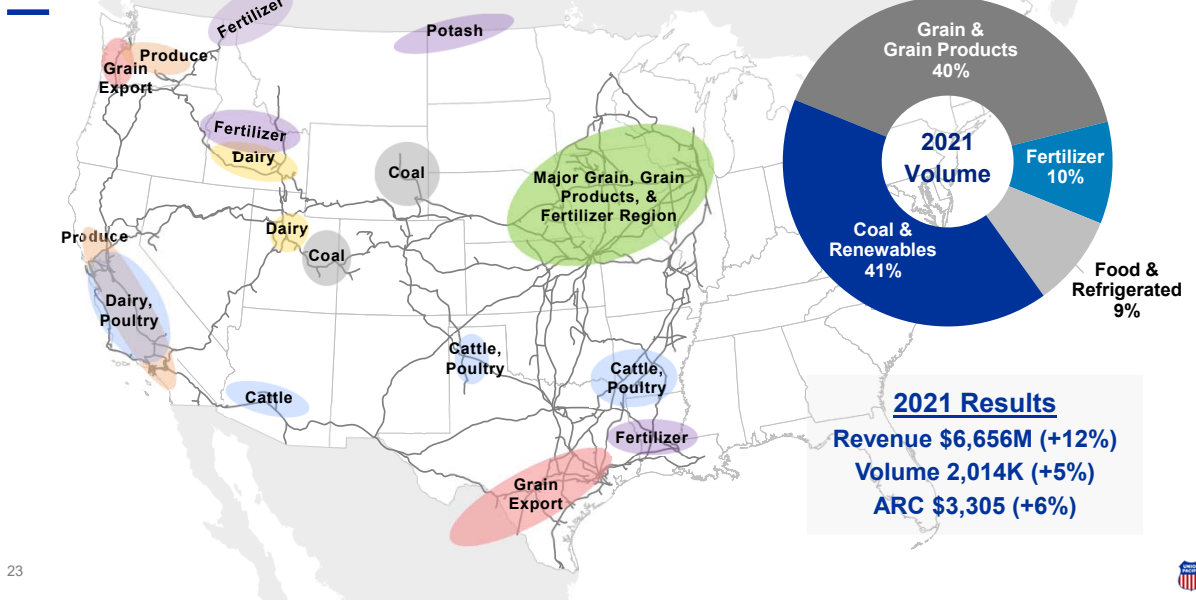 Fertilizer
Potash
Produce
Grain
Export
Fertilizer
Dairy
Coal
Major Grain, Grain
Products, &
Fertilizer Region
Dairy
Coal
Produce
Dairy,
Poultry
Cattle,
Poultry
Cattle,
Poultry
Cattle
Fertilizer
Grain
Export
Grain &
Grain Products
40%
2021
Volume
Fertilizer
10%
Coal &
Renewables
41%
Food &
Refrigerated
9%
2021 Results
Revenue $6,656M (+12%)
Volume 2,014K (+5%)
ARC $3,305 (+6%)
23
UNION
PACIFIC